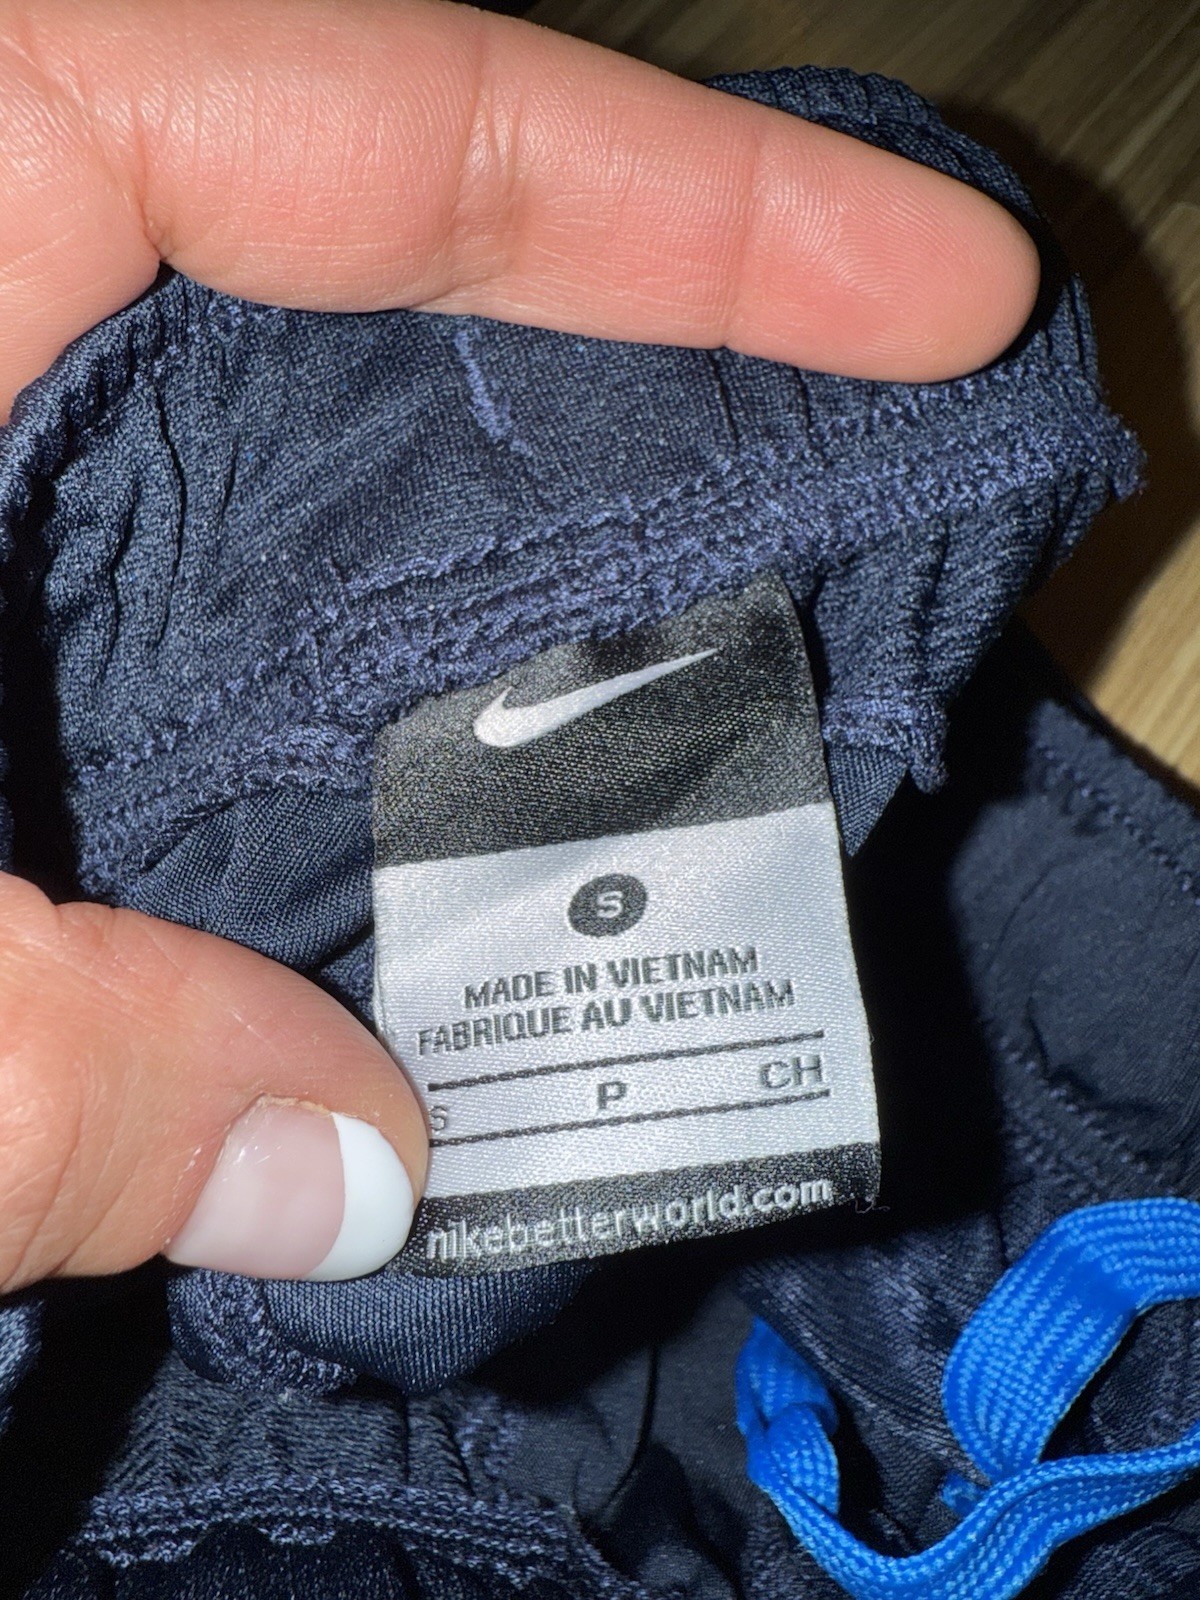 S
MADE IN VIETNAM
FABRIQUE AU VIETNAM
S P CH
nikebetterworld.com